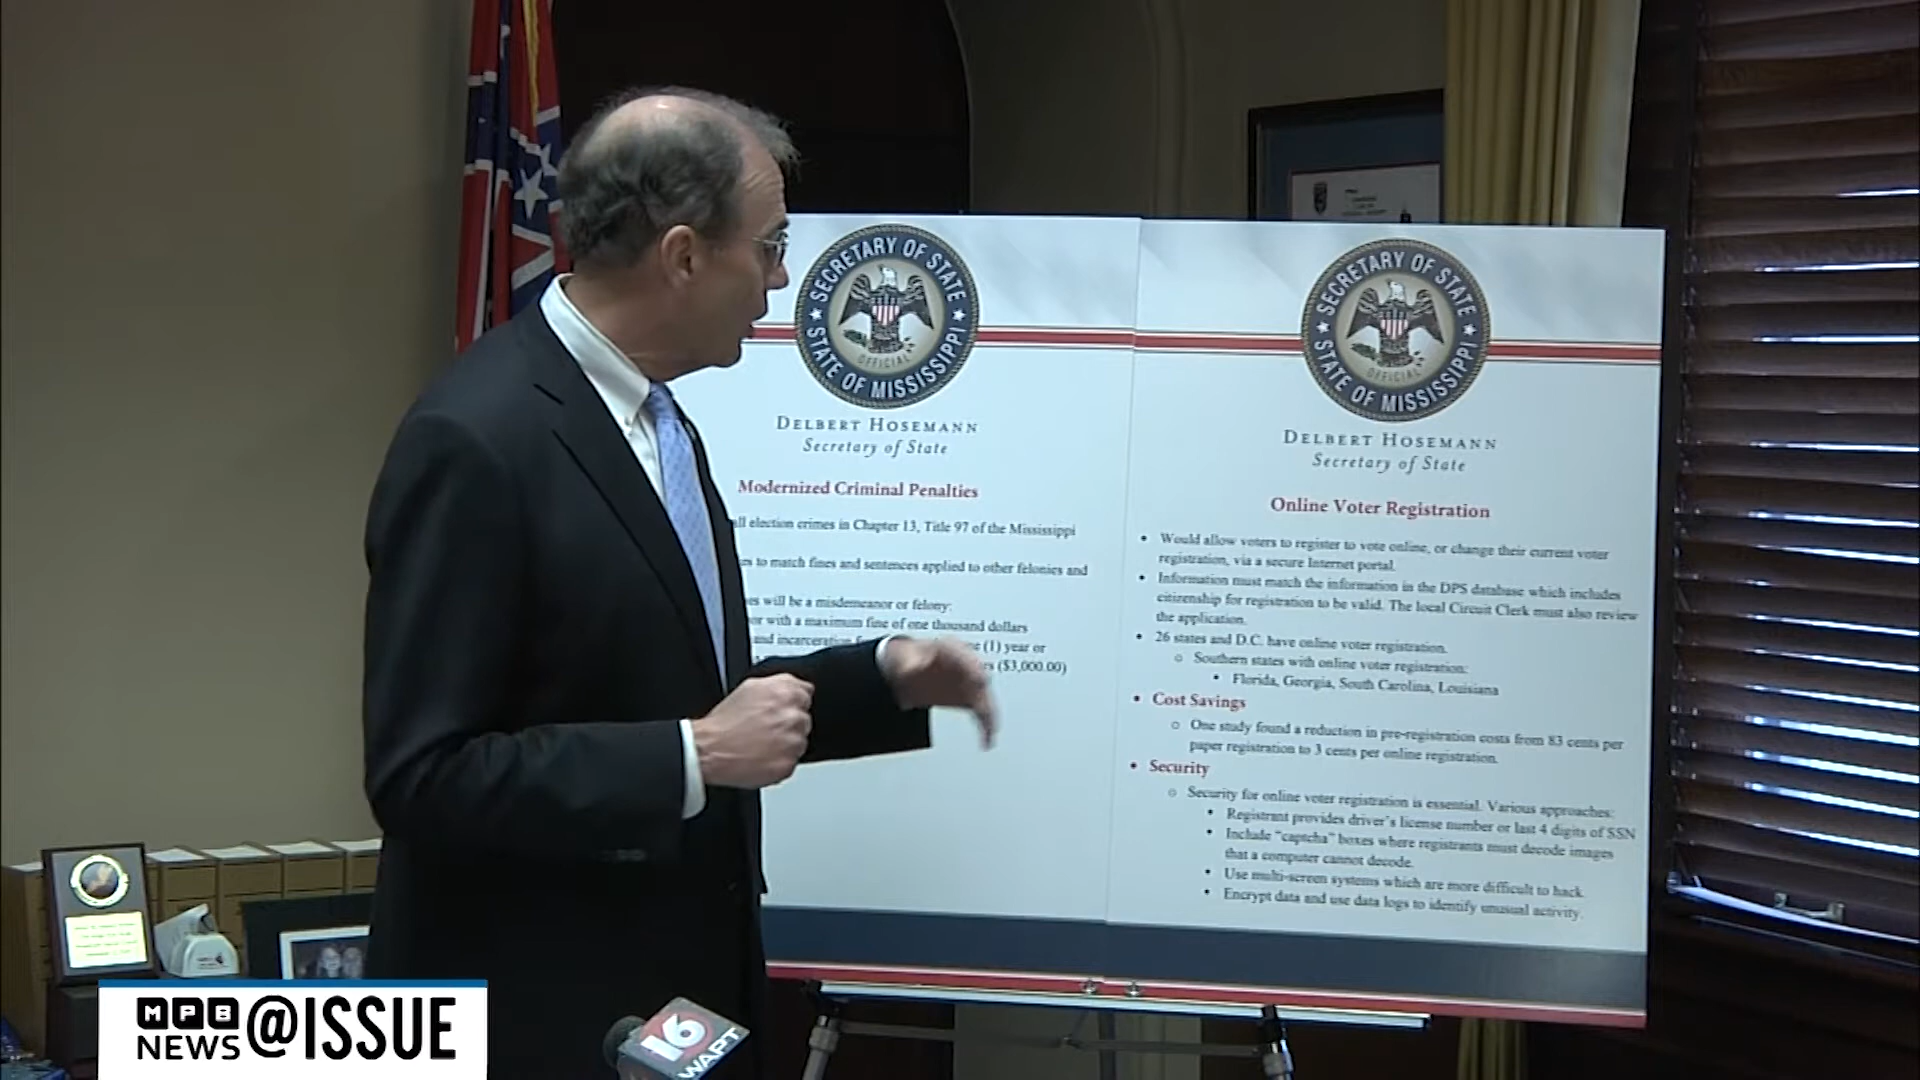 SECRETARY OF STATE
STATE OF MISSISSIPPI
OFFICIAL
DELBERT HOSEMANN
Secretary of State
Modernized Criminal Penalties
all election crimes in Chapter 13, Title 97 of the Mississippi
to match fines and sentences applied to other felonies and
will be a misdemeanor or felony:
or with a maximum fine of one thousand dollars
and incarceration (1) year or
($3,000.00)
SECRETARY OF STATE
STATE OF MISSISSIPPI
OFFICIAL
DELBERT HOSEMANN
Secretary of State
Online Voter Registration
• Would allow voters to register to vote online, or change their current voter
registration, via a secure Internet portal.
• Information must match the information in the DPS database which includes
citizenship for registration to be valid. The local Circuit Clerk must also review
the application.
• 26 states and D.C. have online voter registration.
○ Southern states with online voter registration:
• Florida, Georgia, South Carolina, Louisiana
• Cost Savings
○ One study found a reduction in pre-registration costs from 83 cents per
paper registration to 3 cents per online registration.
• Security
○ Security for online voter registration is essential. Various approaches:
• Registrant provides driver's license number or last 4 digits of SSN
• Include "captcha" boxes where registrants must decode images
that a computer cannot decode.
• Use multi-screen systems which are more difficult to hack.
• Encrypt data and use data logs to identify unusual activity.
MPB
NEWS @ISSUE
16
WAPT